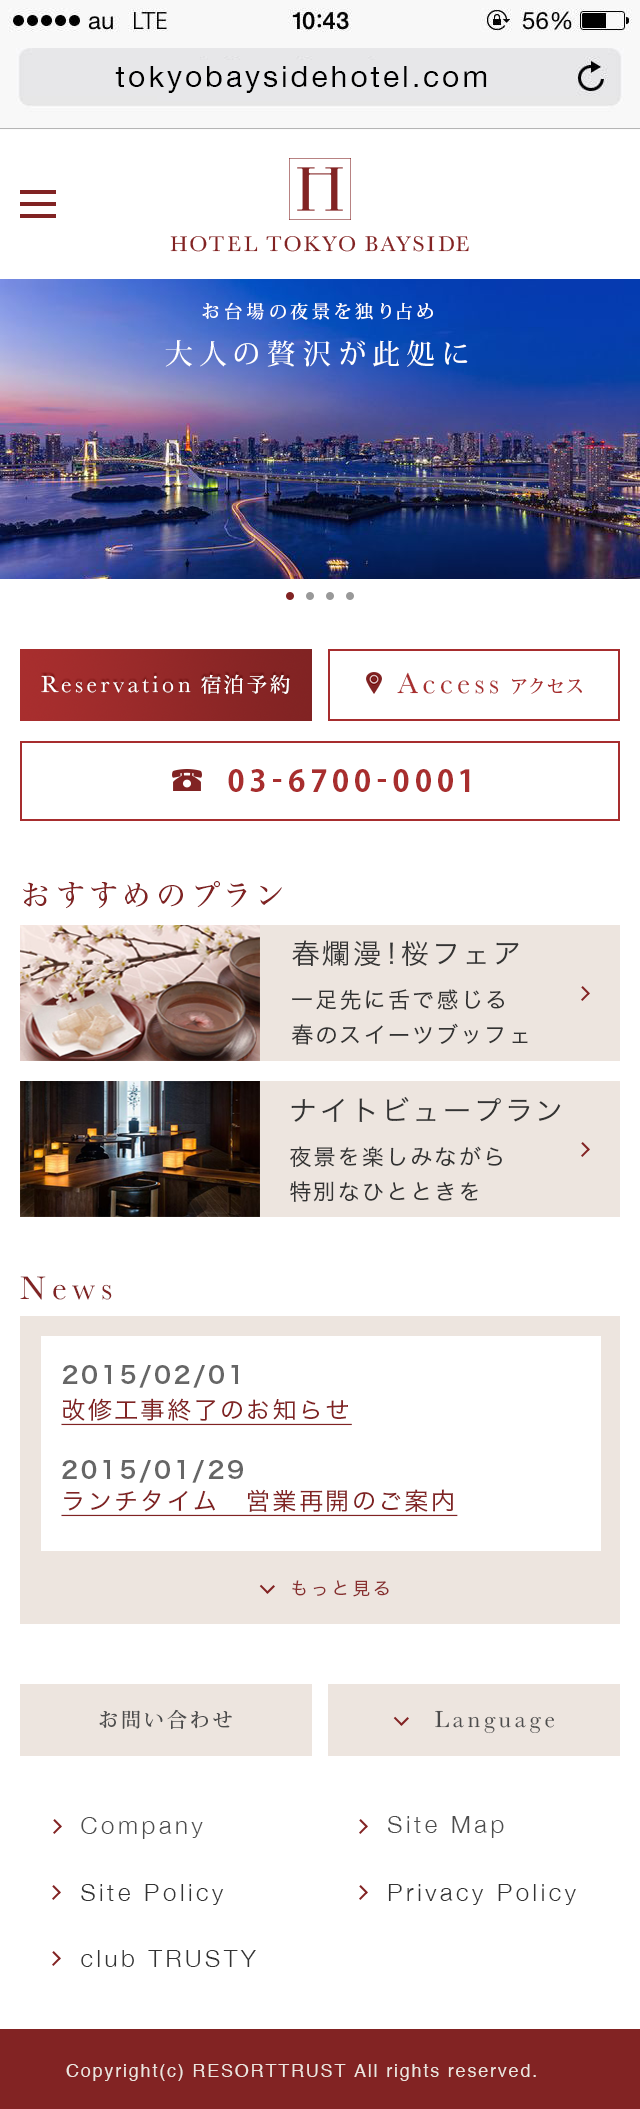 au LTE 10:43 56%
tokyobaysidehotel.com
H
HOTEL TOKYO BAYSIDE
お台場の夜景を独り占め
大人の贅沢が此処に
Reservation 宿泊予約
Access アクセス
03-6700-0001
おすすめのプラン
春爛漫！桜フェア
一足先に舌で感じる
春のスイーツブッフェ
ナイトビュープラン
夜景を楽しみながら
特別なひとときを
News
2015/02/01
改修工事終了のお知らせ
2015/01/29
ランチタイム　営業再開のご案内
もっと見る
お問い合わせ
Language
Company
Site Map
Site Policy
Privacy Policy
club TRUSTY
Copyright(c) RESORTTRUST All rights reserved.